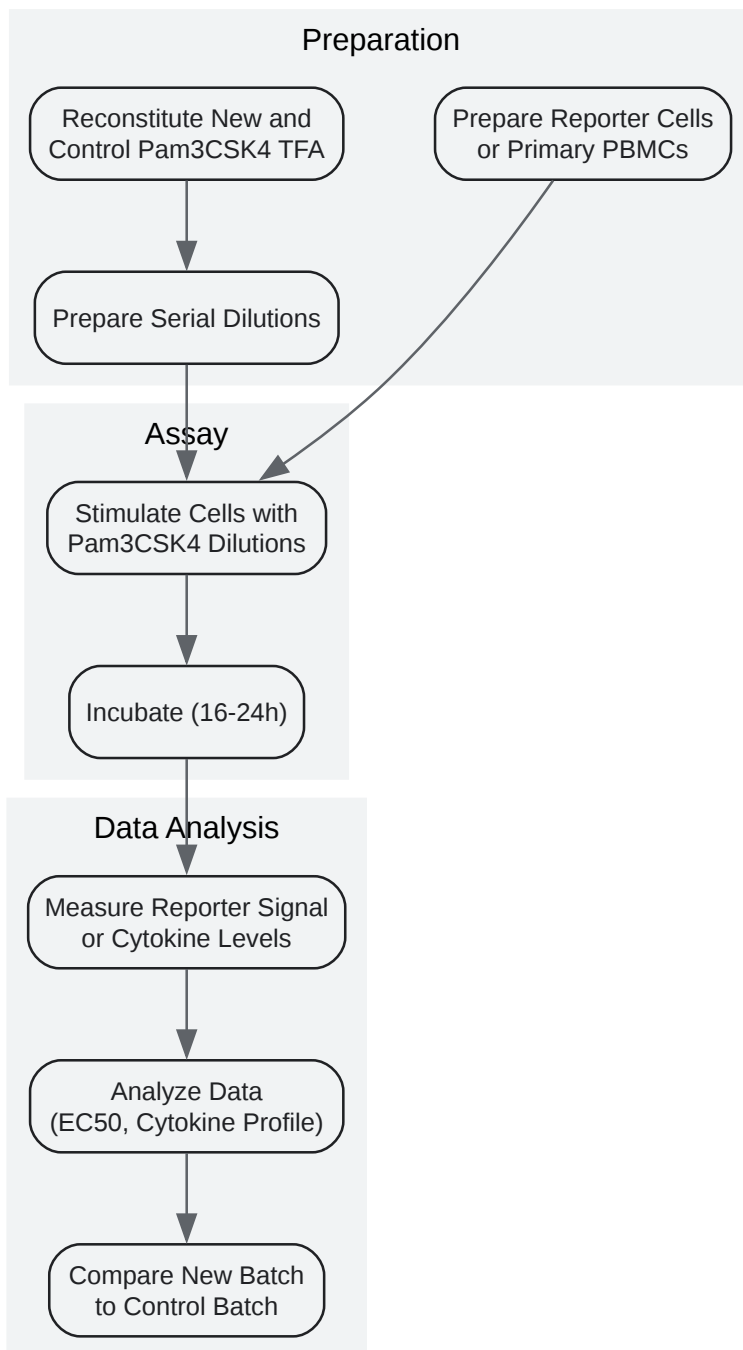 Preparation
Reconstitute New and
Control Pam3CSK4 TFA
Prepare Reporter Cells
or Primary PBMCs
Prepare Serial Dilutions
Assay
Stimulate Cells with
Pam3CSK4 Dilutions
Incubate (16-24h)
Data Analysis
Measure Reporter Signal
or Cytokine Levels
Analyze Data
(EC50, Cytokine Profile)
Compare New Batch
to Control Batch